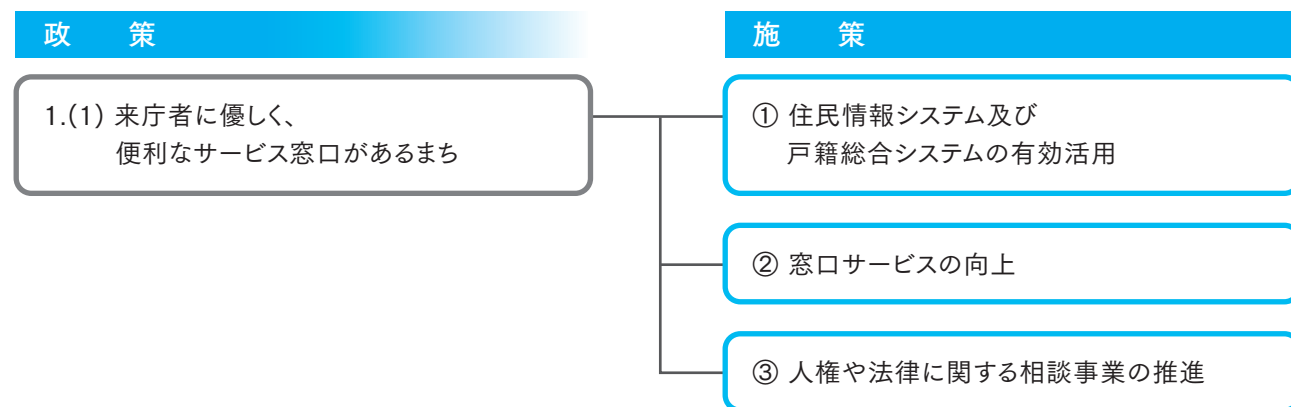 政　策
施　策
1.(1) 来庁者に優しく、
便利なサービス窓口があるまち
① 住民情報システム及び
戸籍総合システムの有効活用
② 窓口サービスの向上
③ 人権や法律に関する相談事業の推進